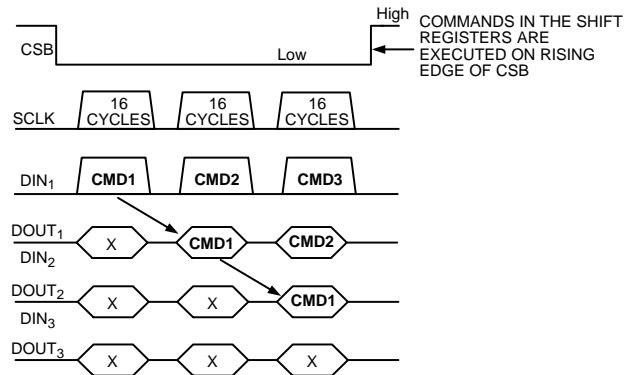 High
COMMANDS IN THE SHIFT
REGISTERS ARE
EXECUTED ON RISING
EDGE OF CSB
CSB
Low
SCLK
16
CYCLES
16
CYCLES
16
CYCLES
DIN1
CMD1
CMD2
CMD3
DOUT1
DIN2
X
CMD1
CMD2
DOUT2
DIN3
X
X
CMD1
DOUT3
X
X
X